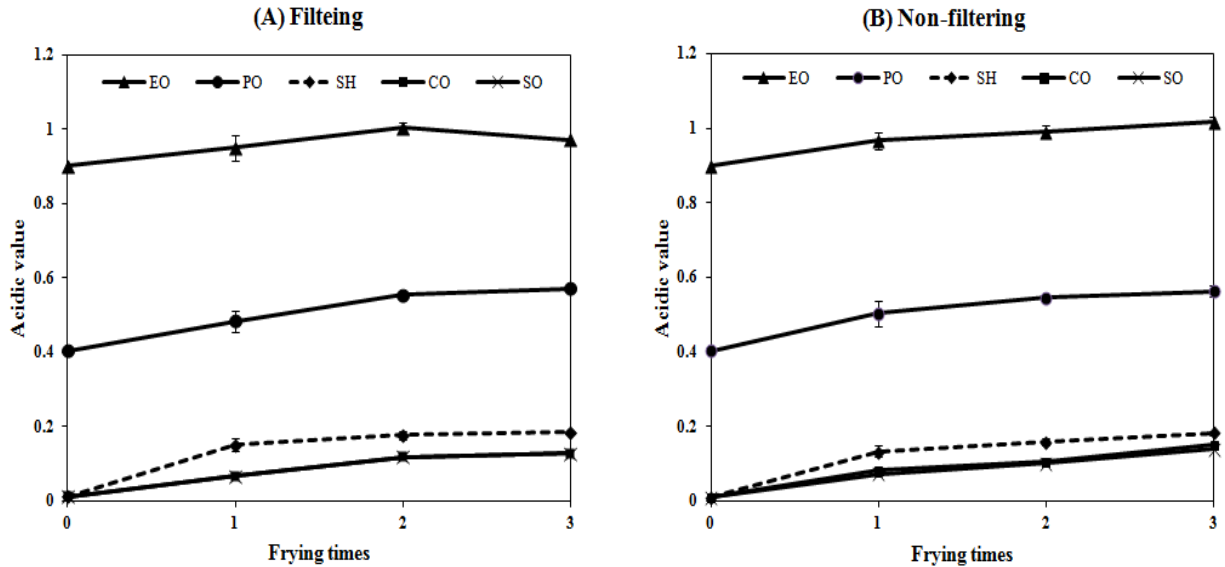 (A) Filteing
1.2
EO PO SH CO SO
1
0.8
0.6
0.4
0.2
0
Acidic value
0 1 2 3
Frying times
(B) Non-filtering
1.2
EO PO SH CO SO
1
0.8
0.6
0.4
0.2
0
Acidic value
0 1 2 3
Frying times